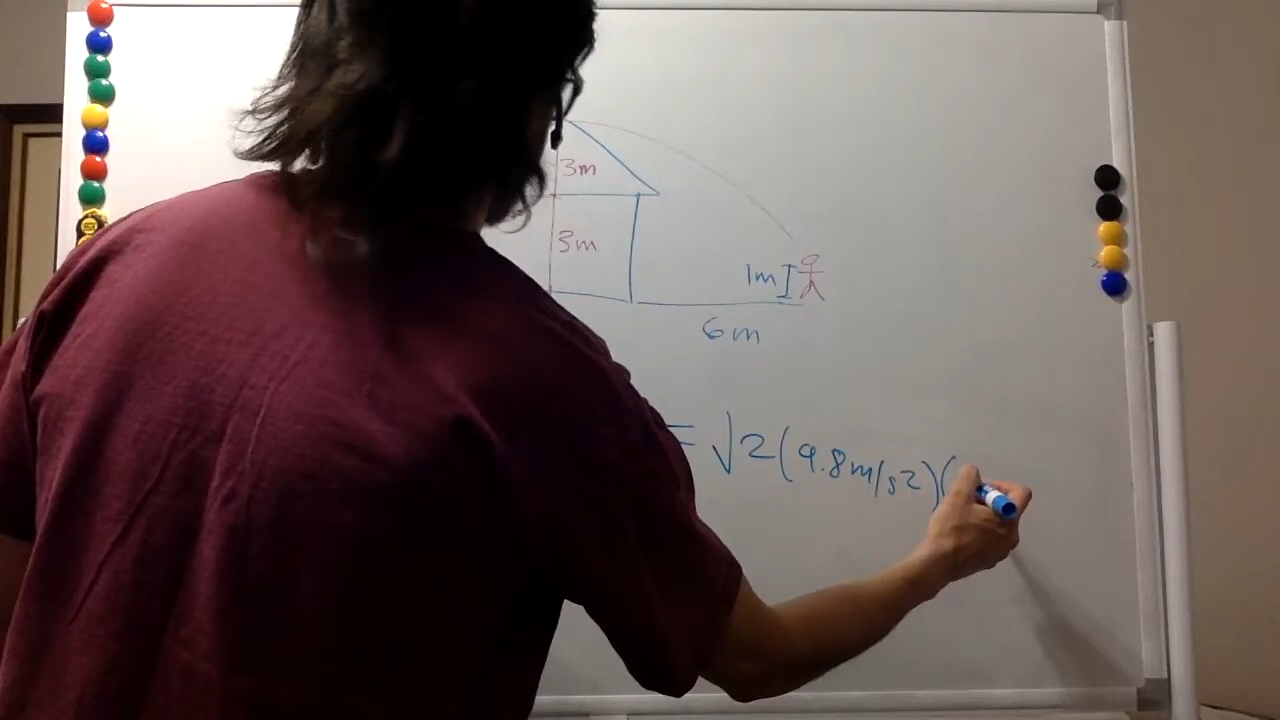 3m
3m
1m
6m
= √2(9.8m/s2)(